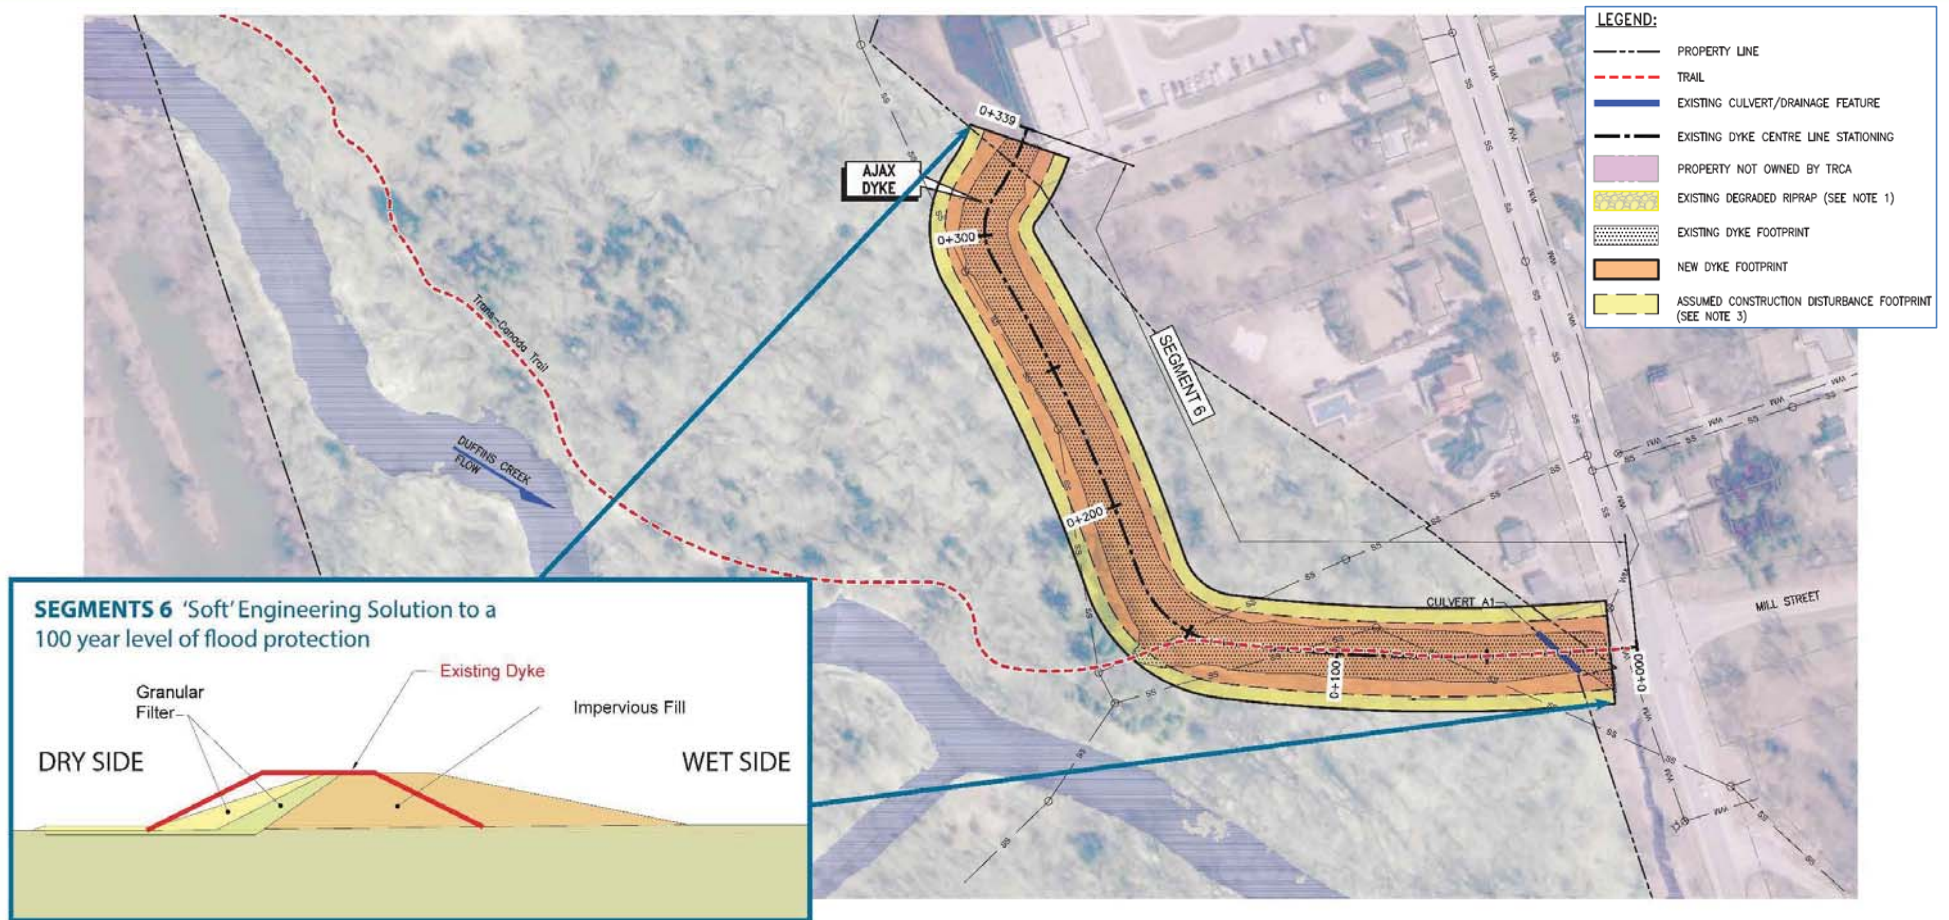 LEGEND:
PROPERTY LINE
TRAIL
EXISTING CULVERT/DRAINAGE FEATURE
EXISTING DYKE CENTRE LINE STATIONING
PROPERTY NOT OWNED BY TRCA
EXISTING DEGRADED RIPRAP (SEE NOTE 1)
EXISTING DYKE FOOTPRINT
NEW DYKE FOOTPRINT
ASSUMED CONSTRUCTION DISTURBANCE FOOTPRINT
(SEE NOTE 3)
0+339
AJAX
DYKE
0+300
Trans-Canada Trail
SEGMENT 6
DUFFINS CREEK
FLOW
0+200
CULVERT A1
MILL STREET
0+100
0+000
SS
WM
SEGMENTS 6 'Soft' Engineering Solution to a
100 year level of flood protection
Existing Dyke
Granular
Filter
Impervious Fill
DRY SIDE
WET SIDE